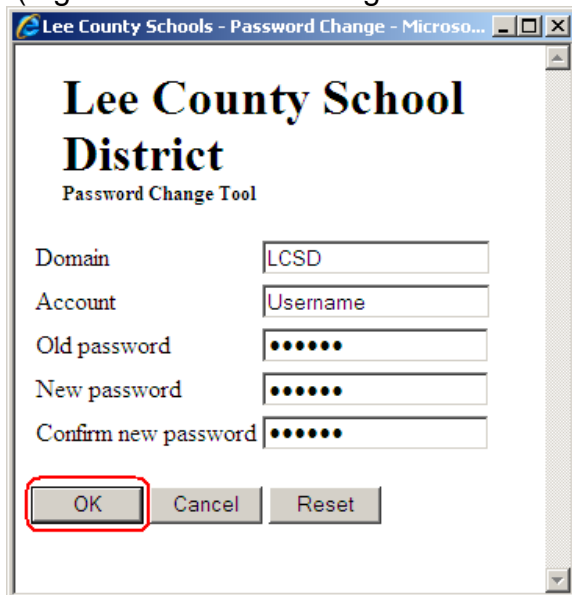 Lee County Schools - Password Change - Microso...
Lee County School
District
Password Change Tool
Domain LCSD
Account Username
Old password ●●●●●●
New password ●●●●●●
Confirm new password ●●●●●●
OK Cancel Reset